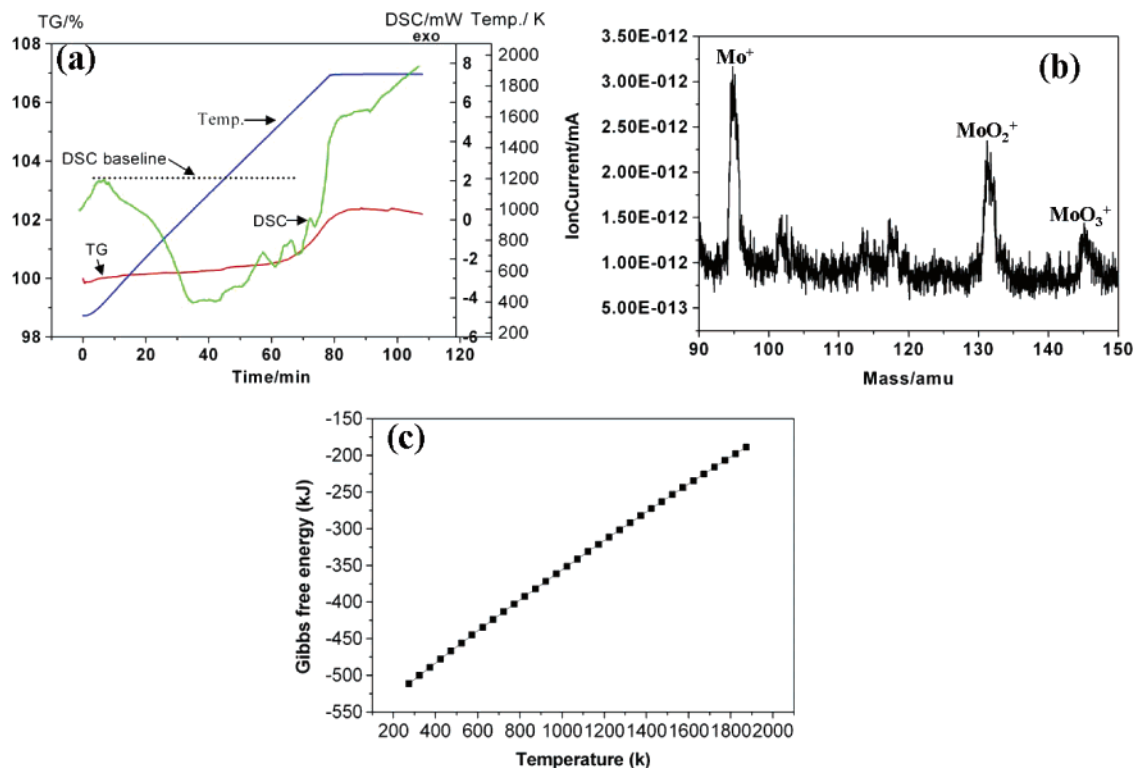 TG/%
DSC/mW Temp./ K
exo
(a)
108
106
104
102
100
98
8
6
4
2
0
-2
-4
-6
2000
1800
1600
1400
1200
1000
800
600
400
200
Temp.
DSC baseline
DSC
TG
0 20 40 60 80 100 120
Time/min
(b)
3.50E-012
3.00E-012
2.50E-012
2.00E-012
1.50E-012
1.00E-012
5.00E-013
IonCurrent/mA
Mo+
MoO2+
MoO3+
90 100 110 120 130 140 150
Mass/amu
(c)
-150
-200
-250
-300
-350
-400
-450
-500
-550
Gibbs free energy (kJ)
200 400 600 800 1000 1200 1400 1600 1800 2000
Temperature (k)